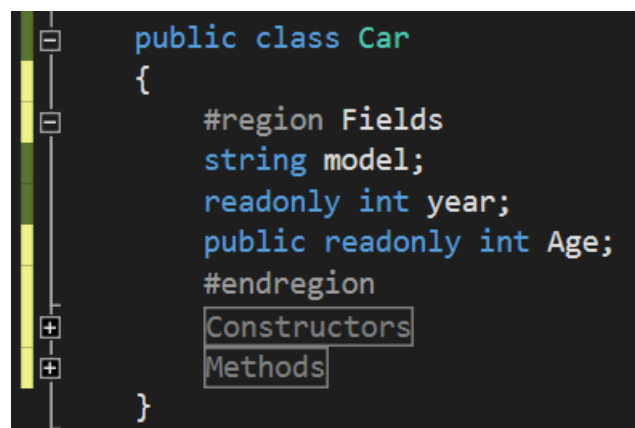 public class Car
{
#region Fields
string model;
readonly int year;
public readonly int Age;
#endregion
Constructors
Methods
}